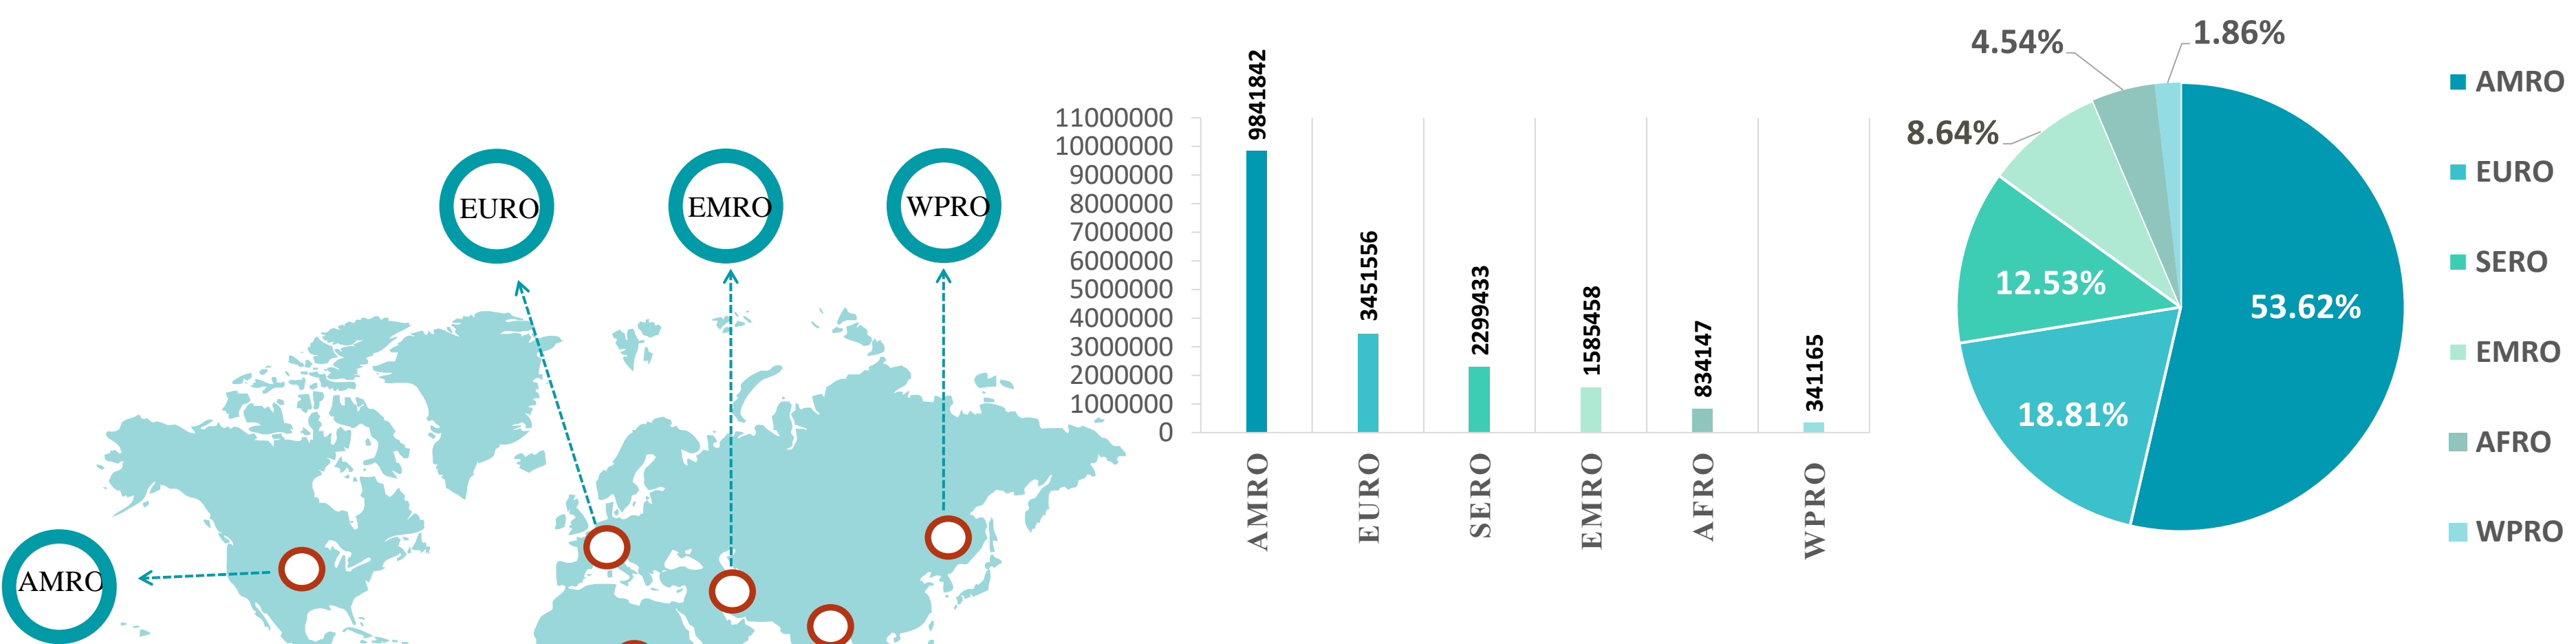 EURO
EMRO
WPRO
AMRO
11000000
10000000
9000000
8000000
7000000
6000000
5000000
4000000
3000000
2000000
1000000
0
9841842
3451556
2299433
1585458
834147
341165
AMRO
EURO
SERO
EMRO
AFRO
WPRO
4.54%
1.86%
8.64%
12.53%
53.62%
18.81%
AMRO
EURO
SERO
EMRO
AFRO
WPRO